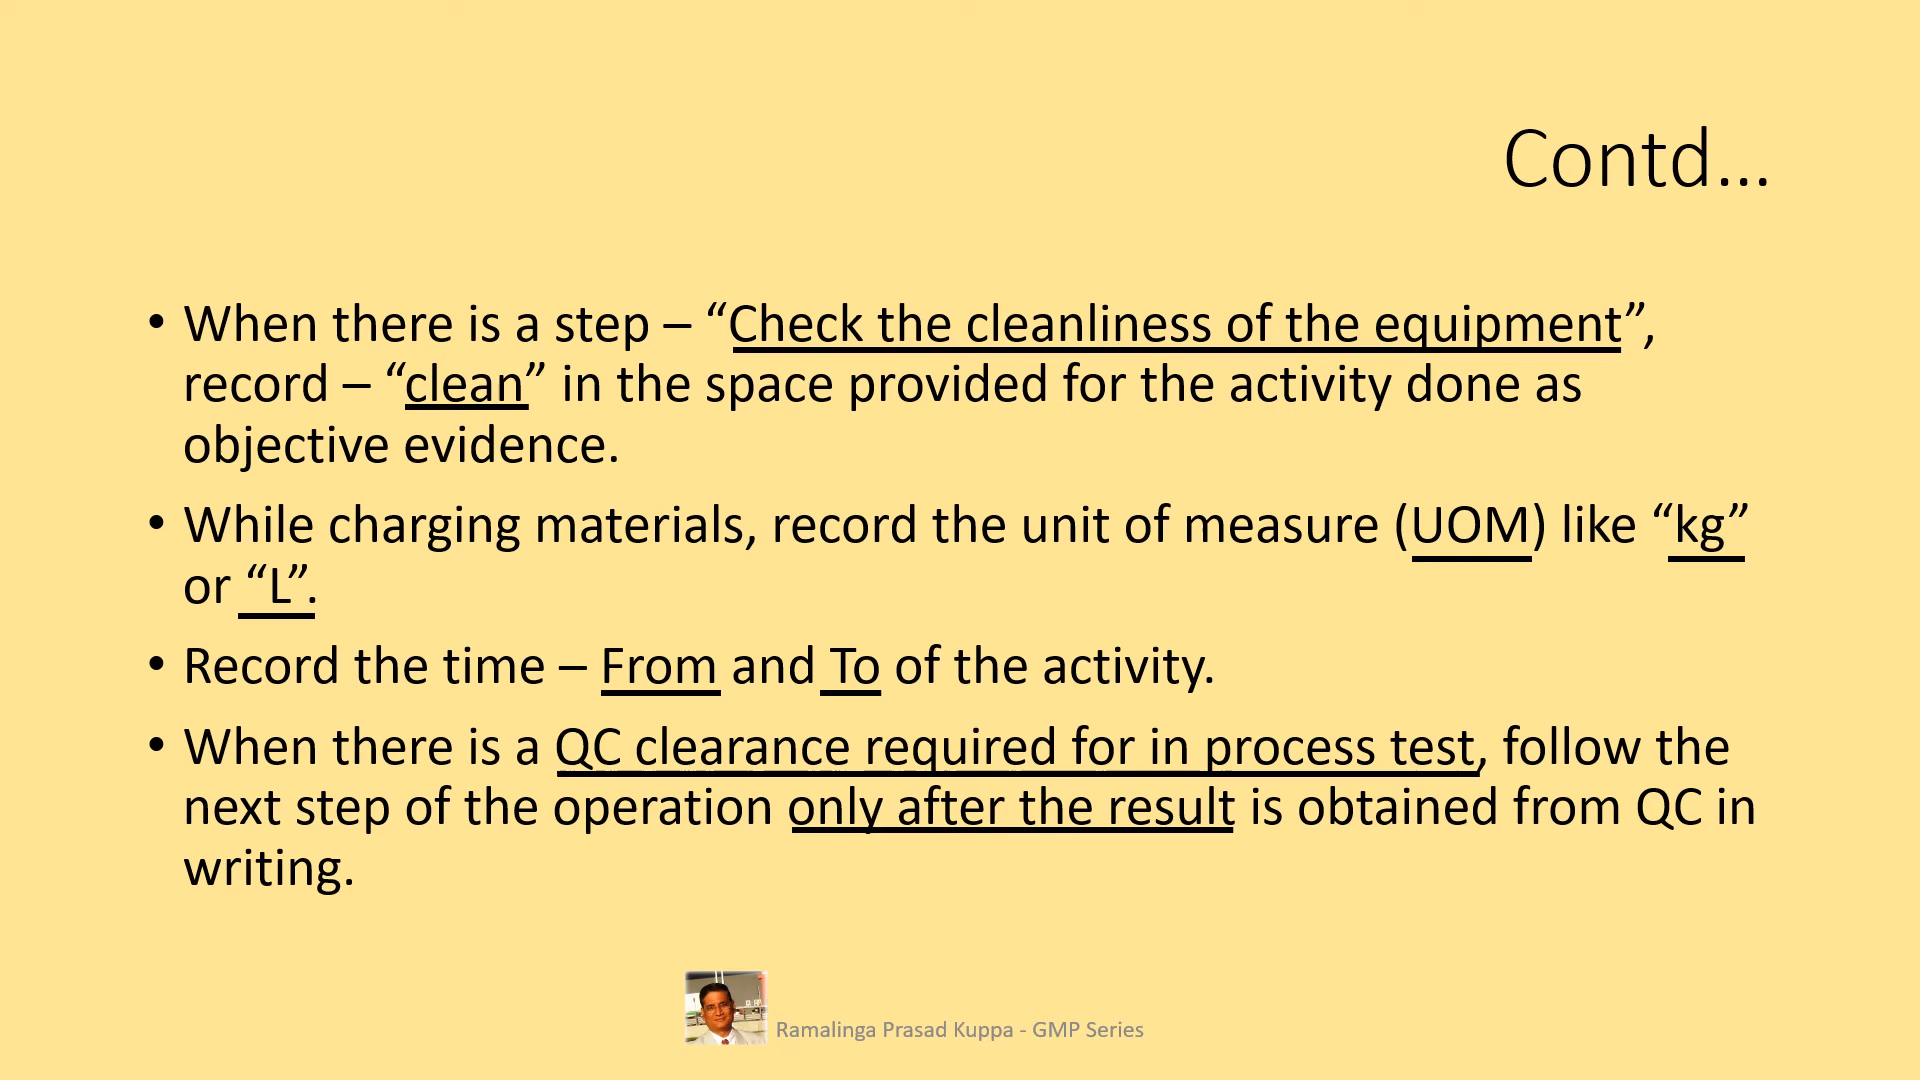 Contd...
• When there is a step – “Check the cleanliness of the equipment”,
record – “clean” in the space provided for the activity done as
objective evidence.
• While charging materials, record the unit of measure (UOM) like “kg”
or “L”.
• Record the time – From and To of the activity.
• When there is a QC clearance required for in process test, follow the
next step of the operation only after the result is obtained from QC in
writing.
Ramalinga Prasad Kuppa - GMP Series